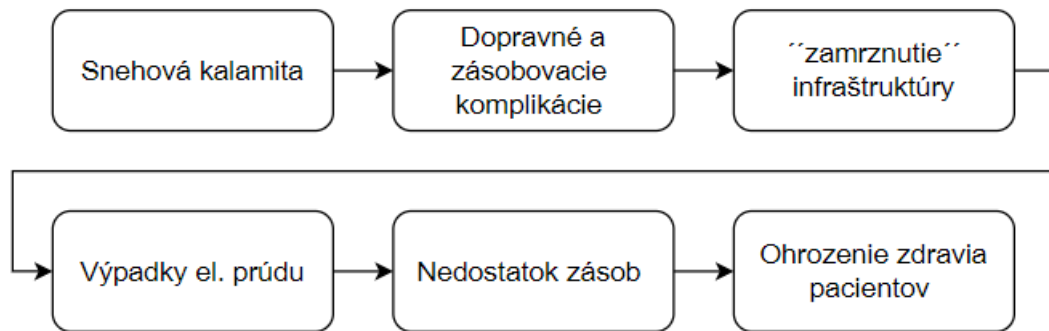 Snehová kalamita
Dopravné a
zásobovacie
komplikácie
´´zamrznutie´´
infraštruktúry
Výpadky el. prúdu
Nedostatok zásob
Ohrozenie zdravia
pacientov